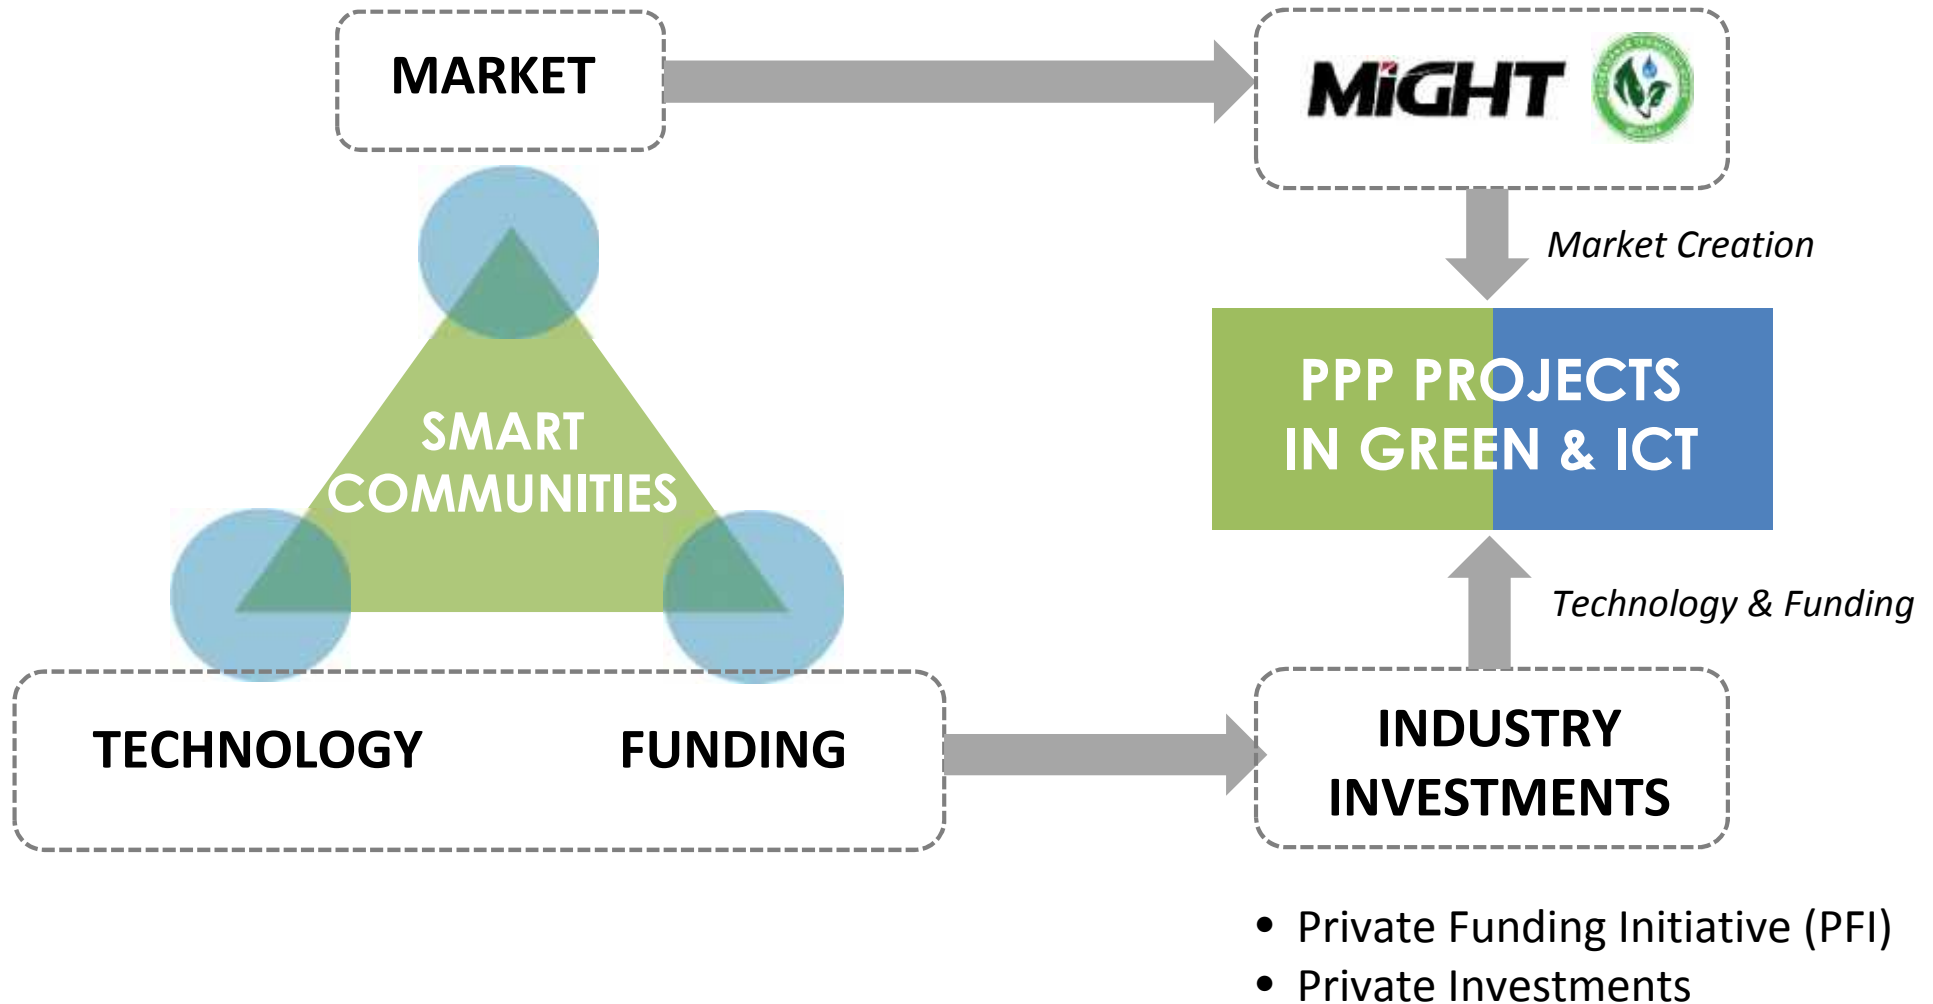 MARKET
MiGHT
Market Creation
PPP PROJECTS
IN GREEN & ICT
SMART
COMMUNITIES
Technology & Funding
TECHNOLOGY
FUNDING
INDUSTRY
INVESTMENTS
• Private Funding Initiative (PFI)
• Private Investments